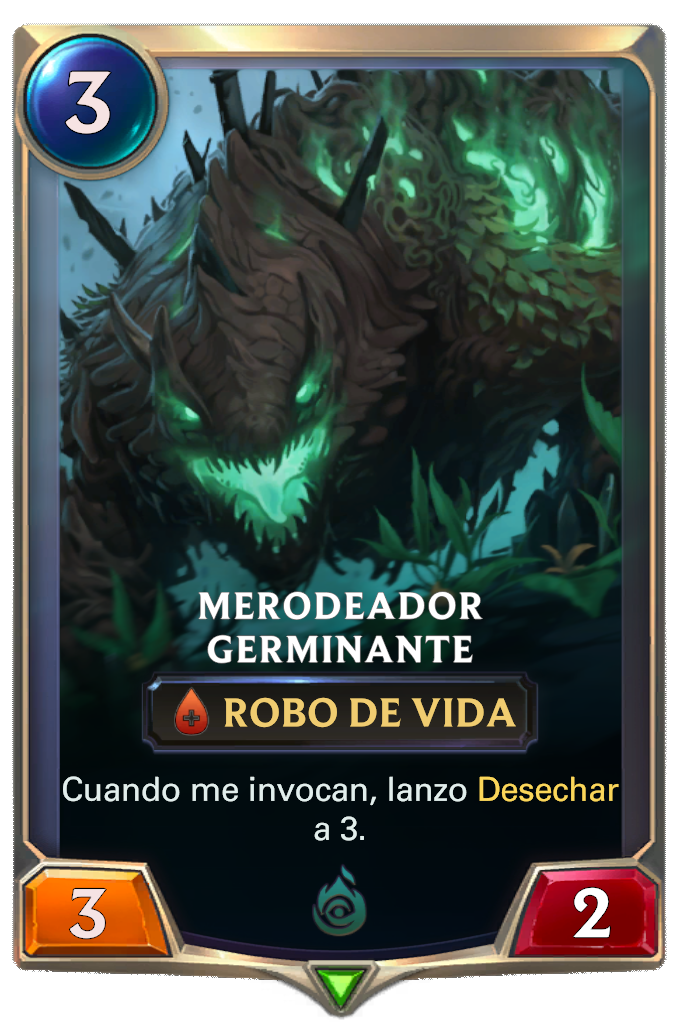 3
MERODEADOR
GERMINANTE
ROBO DE VIDA
Cuando me invocan, lanzo Desechar
a 3.
3
2